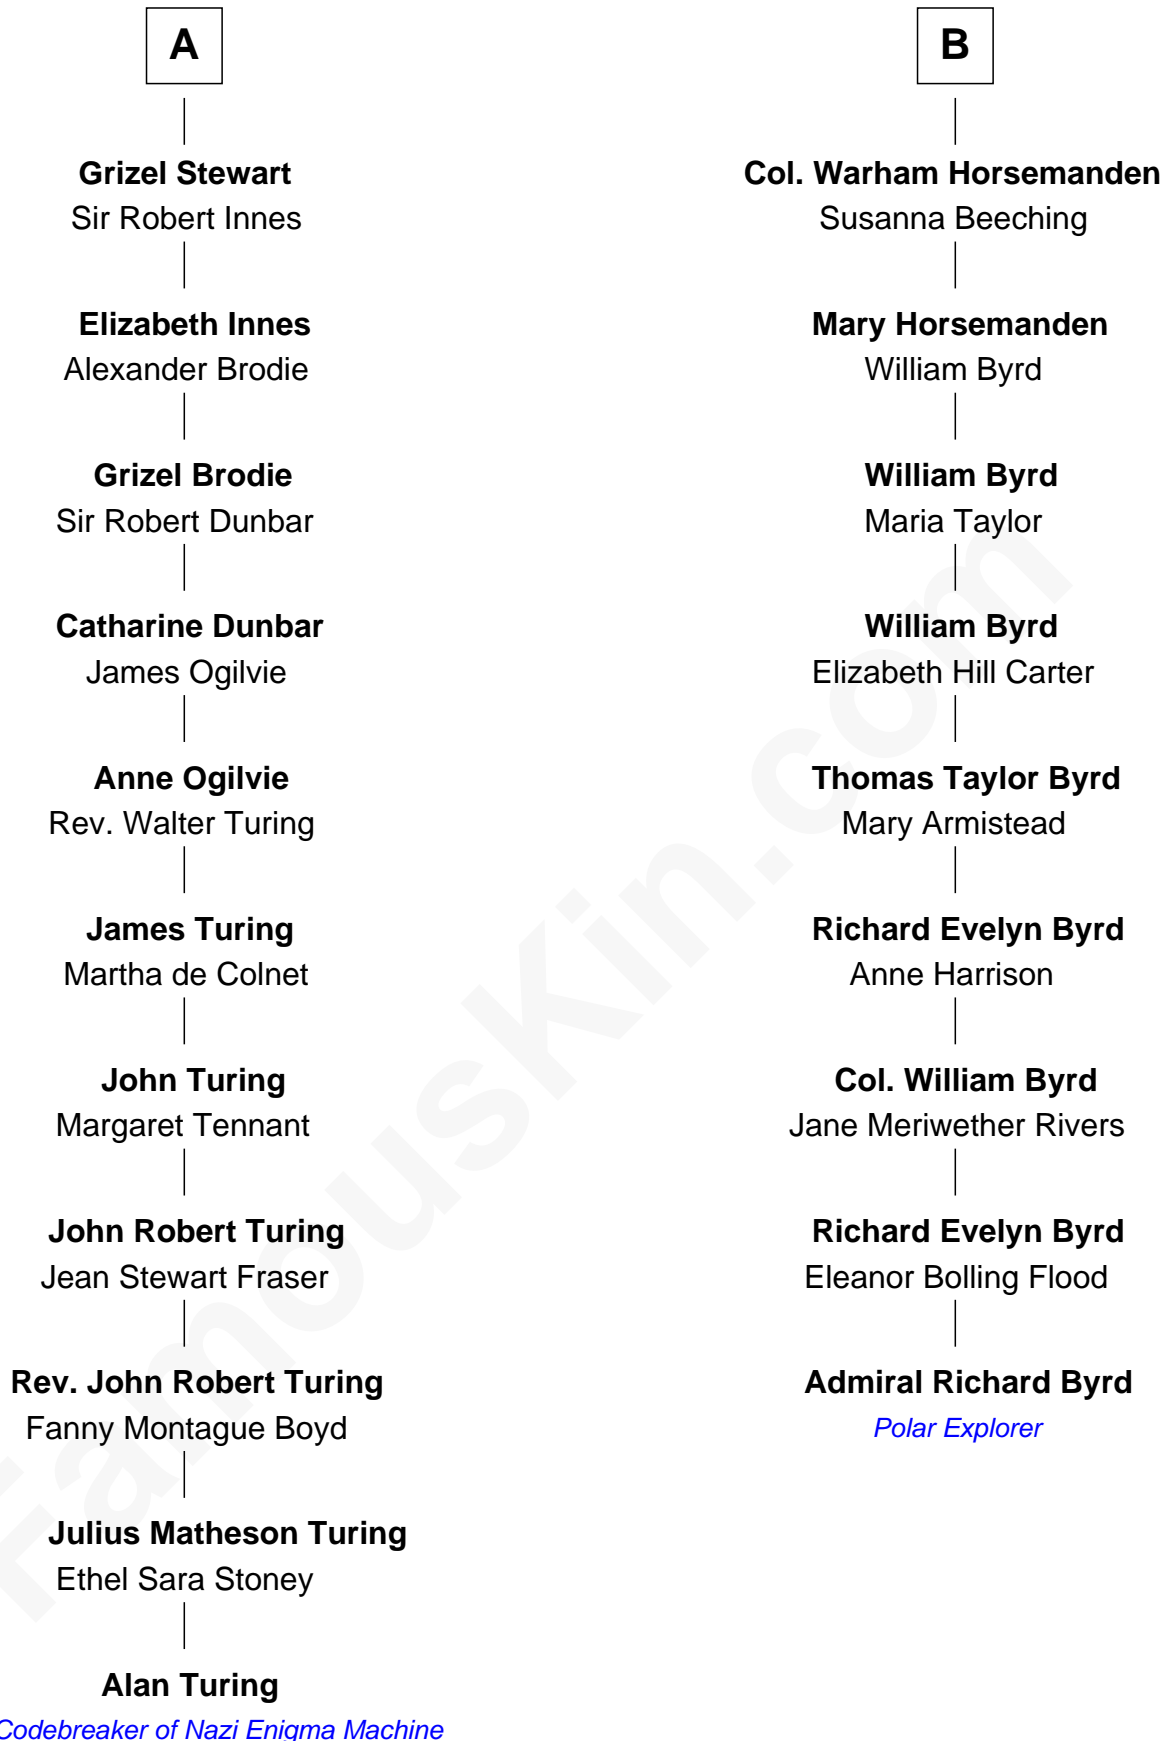 A
Grizel Stewart
Sir Robert Innes
Elizabeth Innes
Alexander Brodie
Grizel Brodie
Sir Robert Dunbar
Catharine Dunbar
James Ogilvie
Anne Ogilvie
Rev. Walter Turing
James Turing
Martha de Colnet
John Turing
Margaret Tennant
John Robert Turing
Jean Stewart Fraser
Rev. John Robert Turing
Fanny Montague Boyd
Julius Matheson Turing
Ethel Sara Stoney
Alan Turing
Codebreaker of Nazi Enigma Machine
B
Col. Warham Horsemanden
Susanna Beeching
Mary Horsemanden
William Byrd
William Byrd
Maria Taylor
William Byrd
Elizabeth Hill Carter
Thomas Taylor Byrd
Mary Armistead
Richard Evelyn Byrd
Anne Harrison
Col. William Byrd
Jane Meriwether Rivers
Richard Evelyn Byrd
Eleanor Bolling Flood
Admiral Richard Byrd
Polar Explorer
FamousKin.com